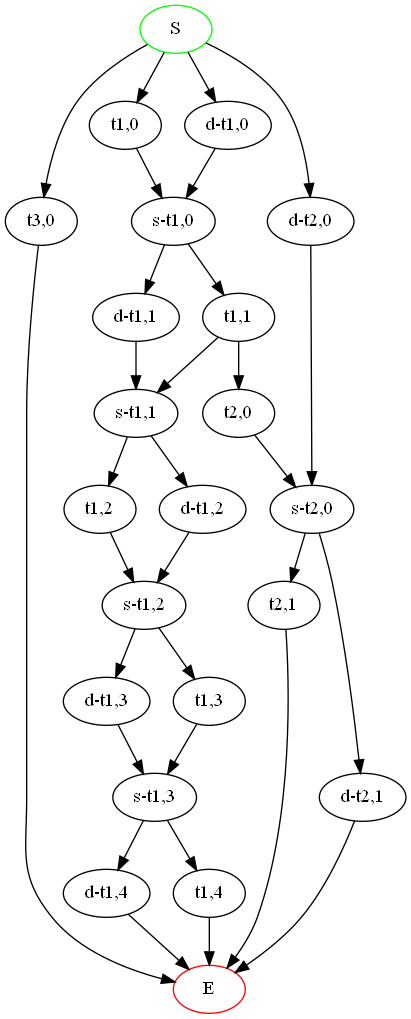 S
t1,0
d-t1,0
t3,0
s-t1,0
d-t2,0
d-t1,1
t1,1
s-t1,1
t2,0
t1,2
d-t1,2
s-t2,0
s-t1,2
t2,1
d-t1,3
t1,3
s-t1,3
d-t2,1
d-t1,4
t1,4
E